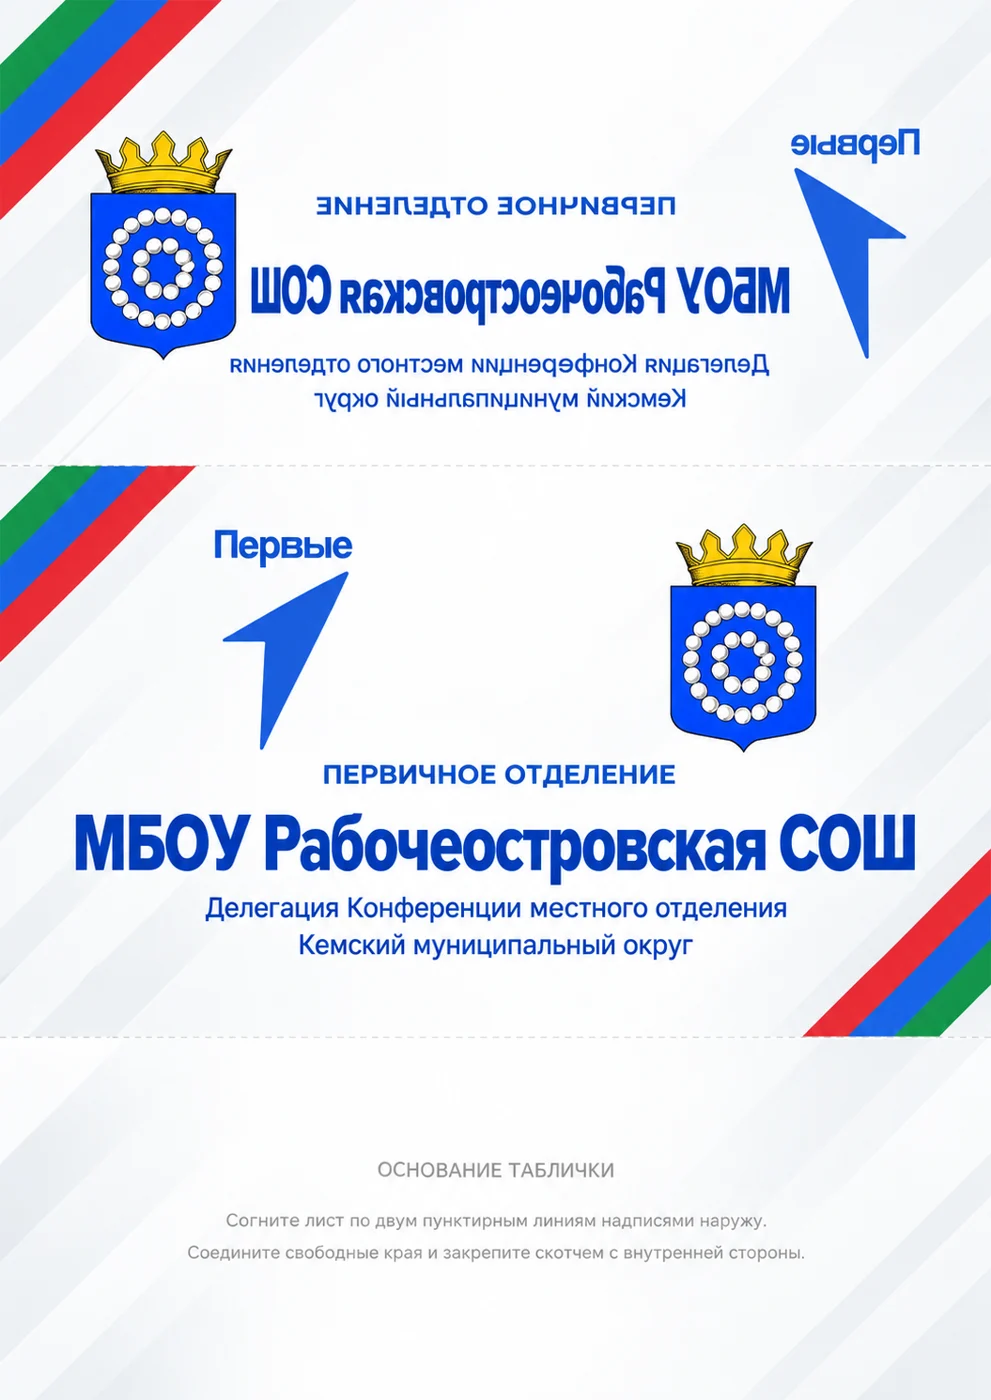 Первые
ПЕРВИЧНОЕ ОТДЕЛЕНИЕ
МБОУ Рабочеостровская СОШ
Делегация Конференции местного отделения
Кемский муниципальный округ
Первые
ПЕРВИЧНОЕ ОТДЕЛЕНИЕ
МБОУ Рабочеостровская СОШ
Делегация Конференции местного отделения
Кемский муниципальный округ
ОСНОВАНИЕ ТАБЛИЧКИ
Согните лист по двум пунктирным линиям надписями наружу.
Соедините свободные края и закрепите скотчем с внутренней стороны.